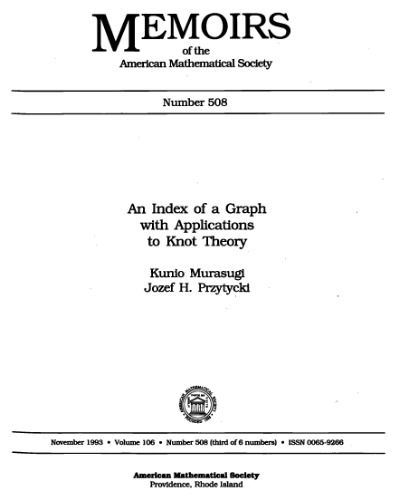 MEMOIRS
of the
American Mathematical Society
Number 508
An Index of a Graph
with Applications
to Knot Theory
Kunio Murasugi
Jozef H. Przytycki
November 1993 • Volume 106 • Number 508 (third of 6 numbers) • ISSN 0065-9266
American Mathematical Society
Providence, Rhode Island